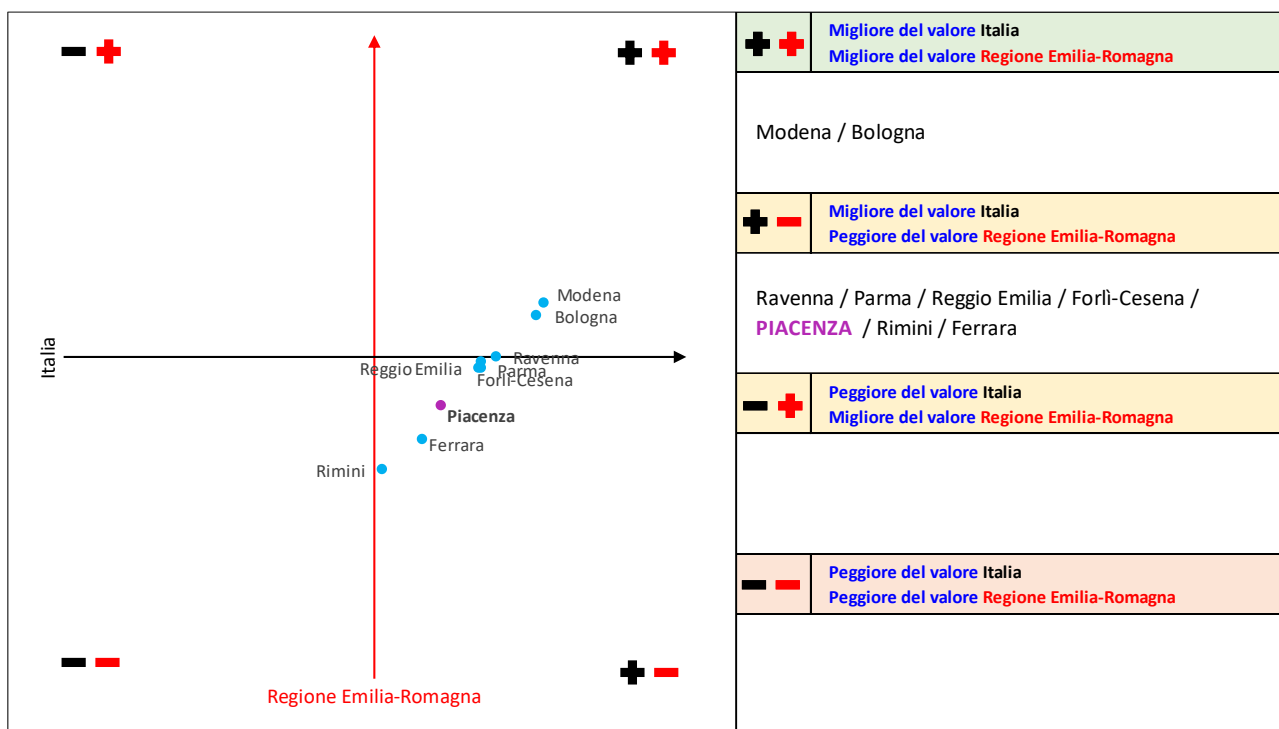 Italia
Modena
Bologna
Ravenna
Reggio Emilia
Parma
Forlì-Cesena
Piacenza
Ferrara
Rimini
Regione Emilia-Romagna
Migliore del valore Italia
Migliore del valore Regione Emilia-Romagna
Modena / Bologna
Migliore del valore Italia
Peggiore del valore Regione Emilia-Romagna
Ravenna / Parma / Reggio Emilia / Forlì-Cesena /
PIACENZA / Rimini / Ferrara
Peggiore del valore Italia
Migliore del valore Regione Emilia-Romagna
Peggiore del valore Italia
Peggiore del valore Regione Emilia-Romagna